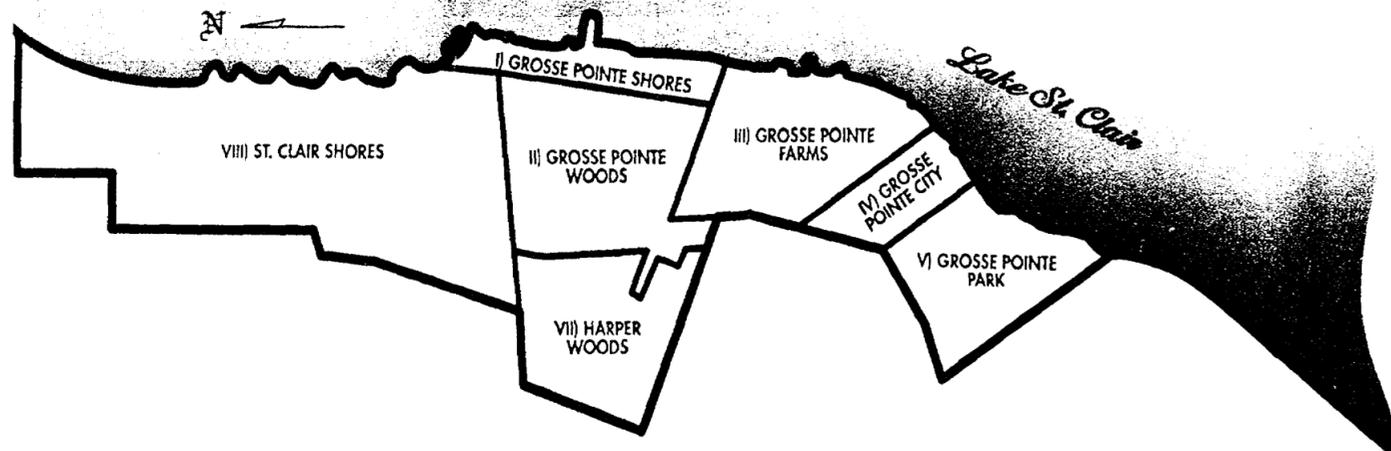 N
Lake St. Clair
I) GROSSE POINTE SHORES
VIII) ST. CLAIR SHORES
II) GROSSE POINTE
WOODS
III) GROSSE POINTE
FARMS
IV) GROSSE
POINTE CITY
V) GROSSE POINTE
PARK
VII) HARPER
WOODS